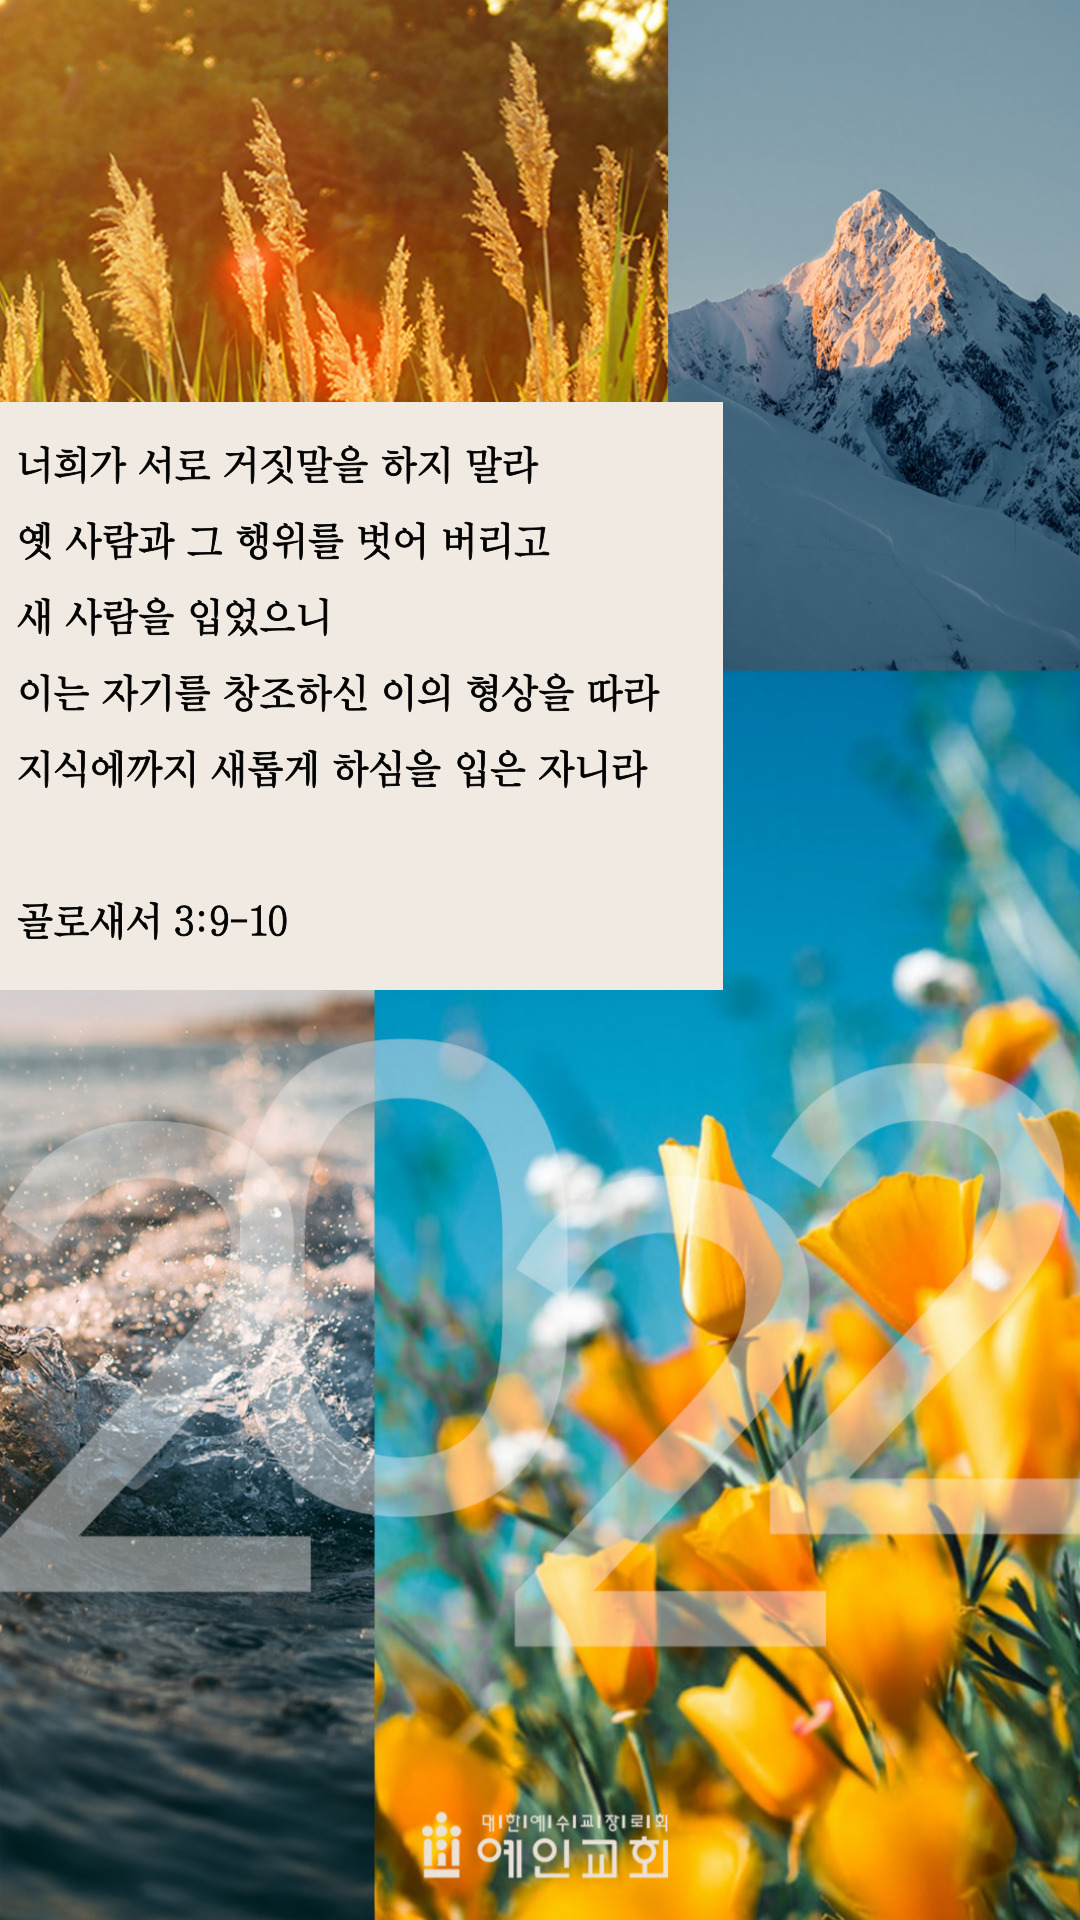 너희가 서로 거짓말을 하지 말라
옛 사람과 그 행위를 벗어 버리고
새 사람을 입었으니
이는 자기를 창조하신 이의 형상을 따라
지식에까지 새롭게 하심을 입은 자니라
골로새서 3:9-10
2022
대한예수교장로회
예인교회